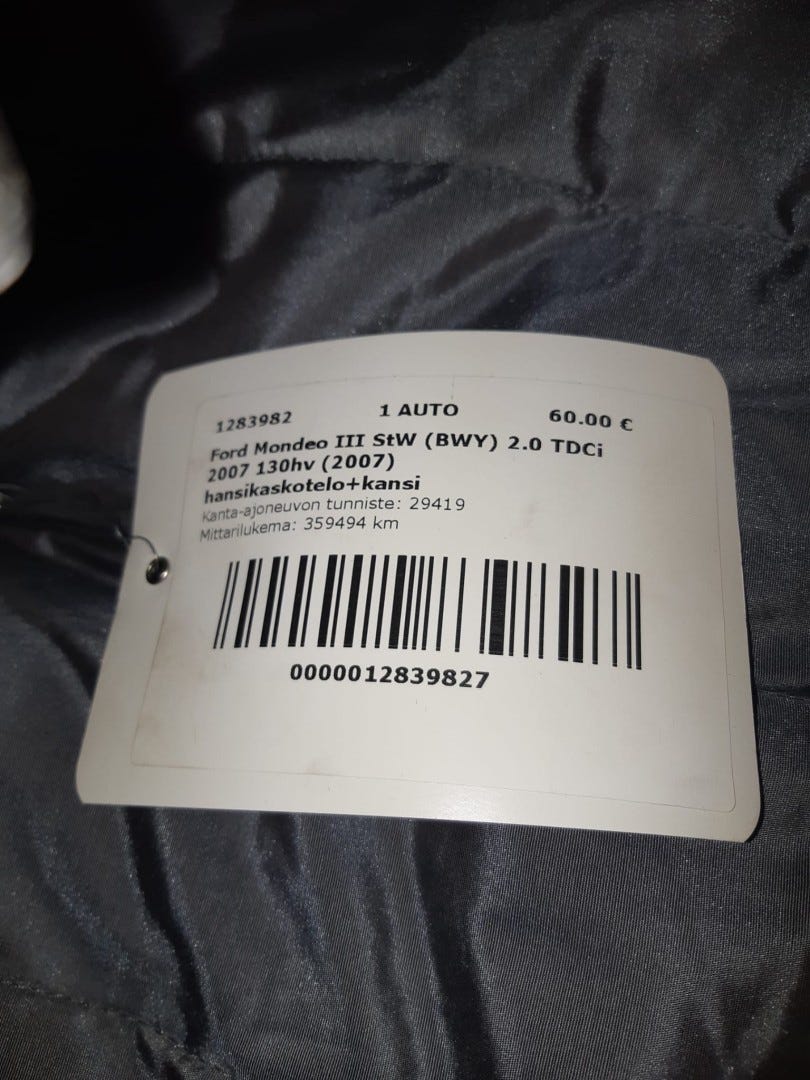 1283982 1 AUTO 60.00 €
Ford Mondeo III StW (BWY) 2.0 TDCi
2007 130hv (2007)
hansikaskotelo+kansi
Kanta-ajoneuvon tunniste: 29419
Mittarilukema: 359494 km
0000012839827